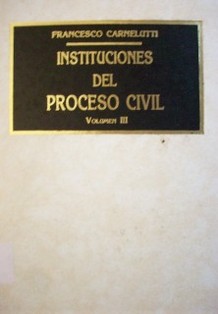 FRANCESCO CARNELUTTI
INSTITUCIONES
DEL
PROCESO CIVIL
VOLUMEN III